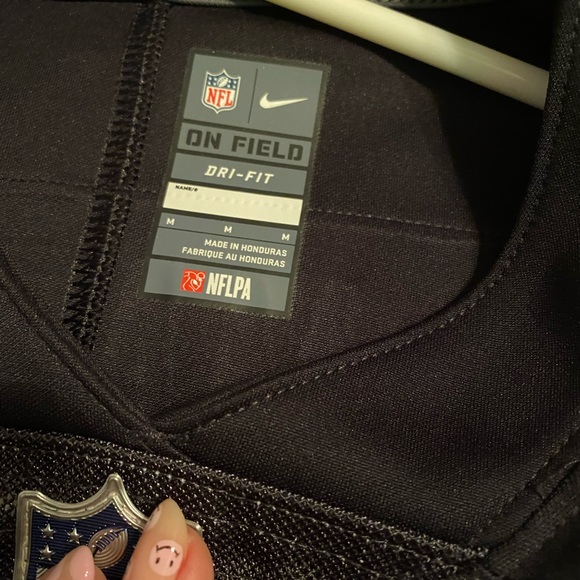 NFL
ON FIELD
DRI-FIT
NAME/#
M M M
MADE IN HONDURAS
FABRIQUE AU HONDURAS
NFLPA